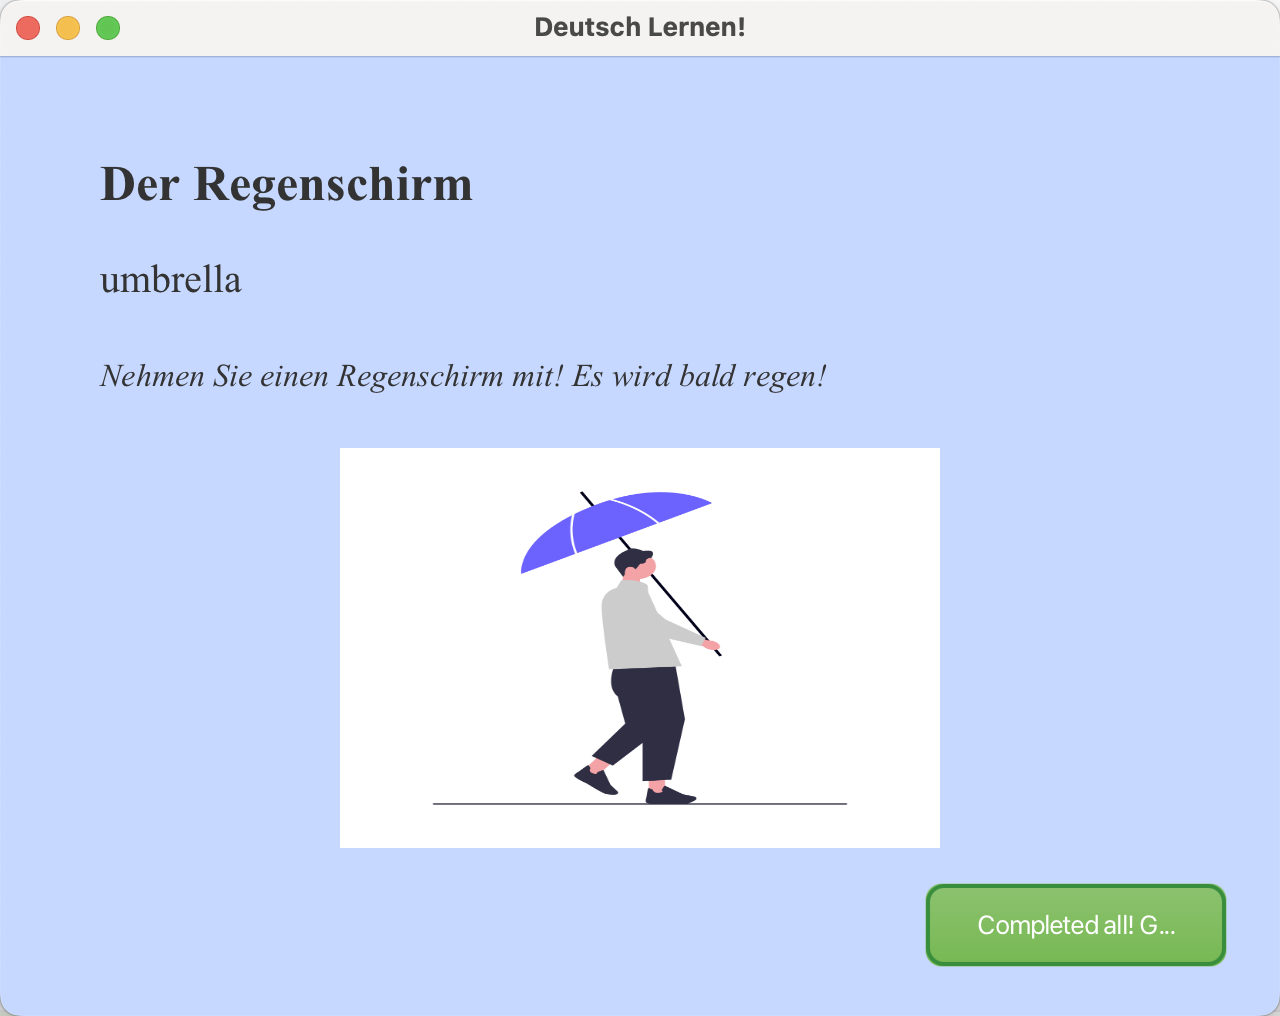 Deutsch Lernen!
Der Regenschirm
umbrella
Nehmen Sie einen Regenschirm mit! Es wird bald regen!
Completed all! G...